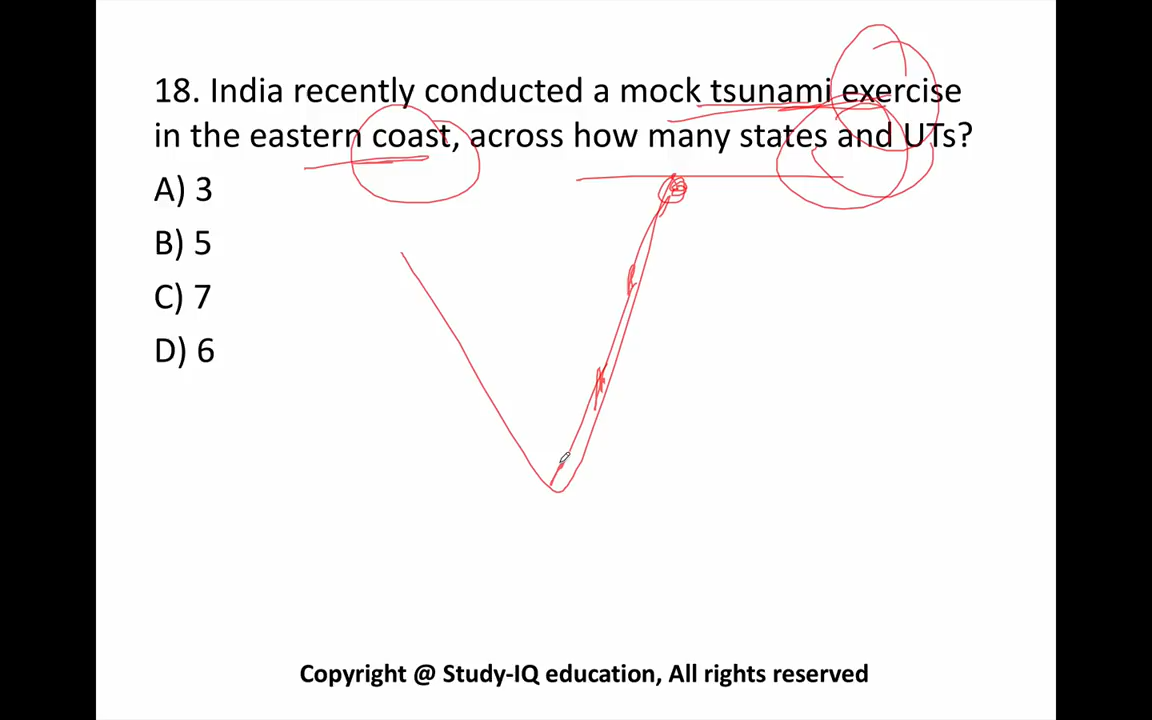 18. India recently conducted a mock tsunami exercise
in the eastern coast, across how many states and UTs?
A) 3
B) 5
C) 7
D) 6
Copyright @ Study-IQ education, All rights reserved